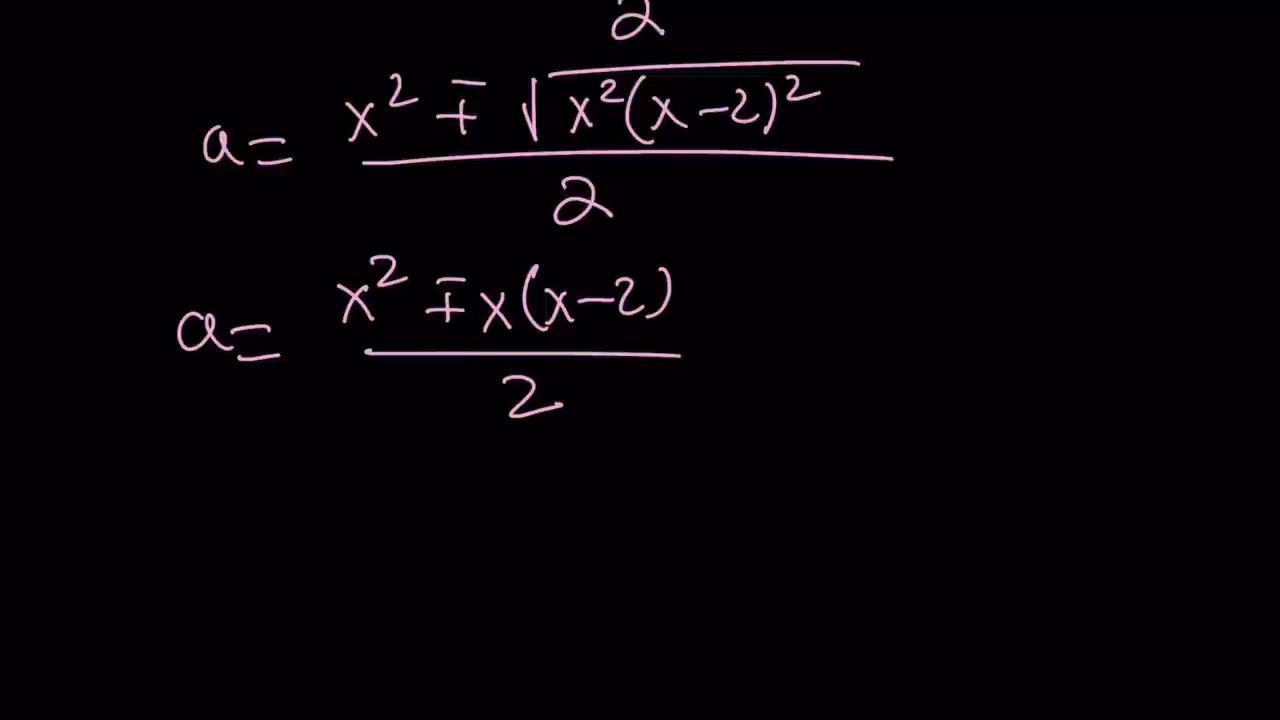 2
a= x² ∓ √x²(x-2)²
2
a= x² ∓ x(x-2)
2